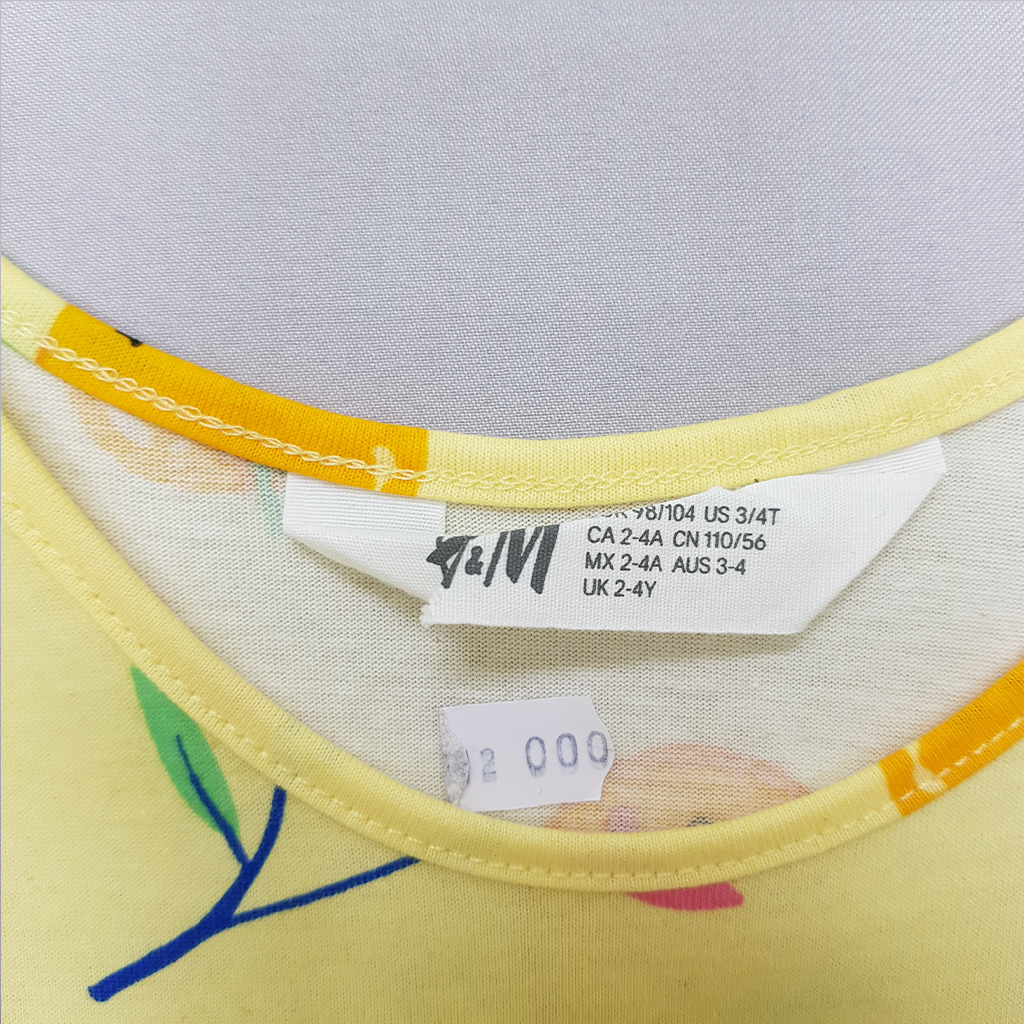 H&M
98/104 US 3/4T
CA 2-4A CN 110/56
MX 2-4A AUS 3-4
UK 2-4Y
2 000